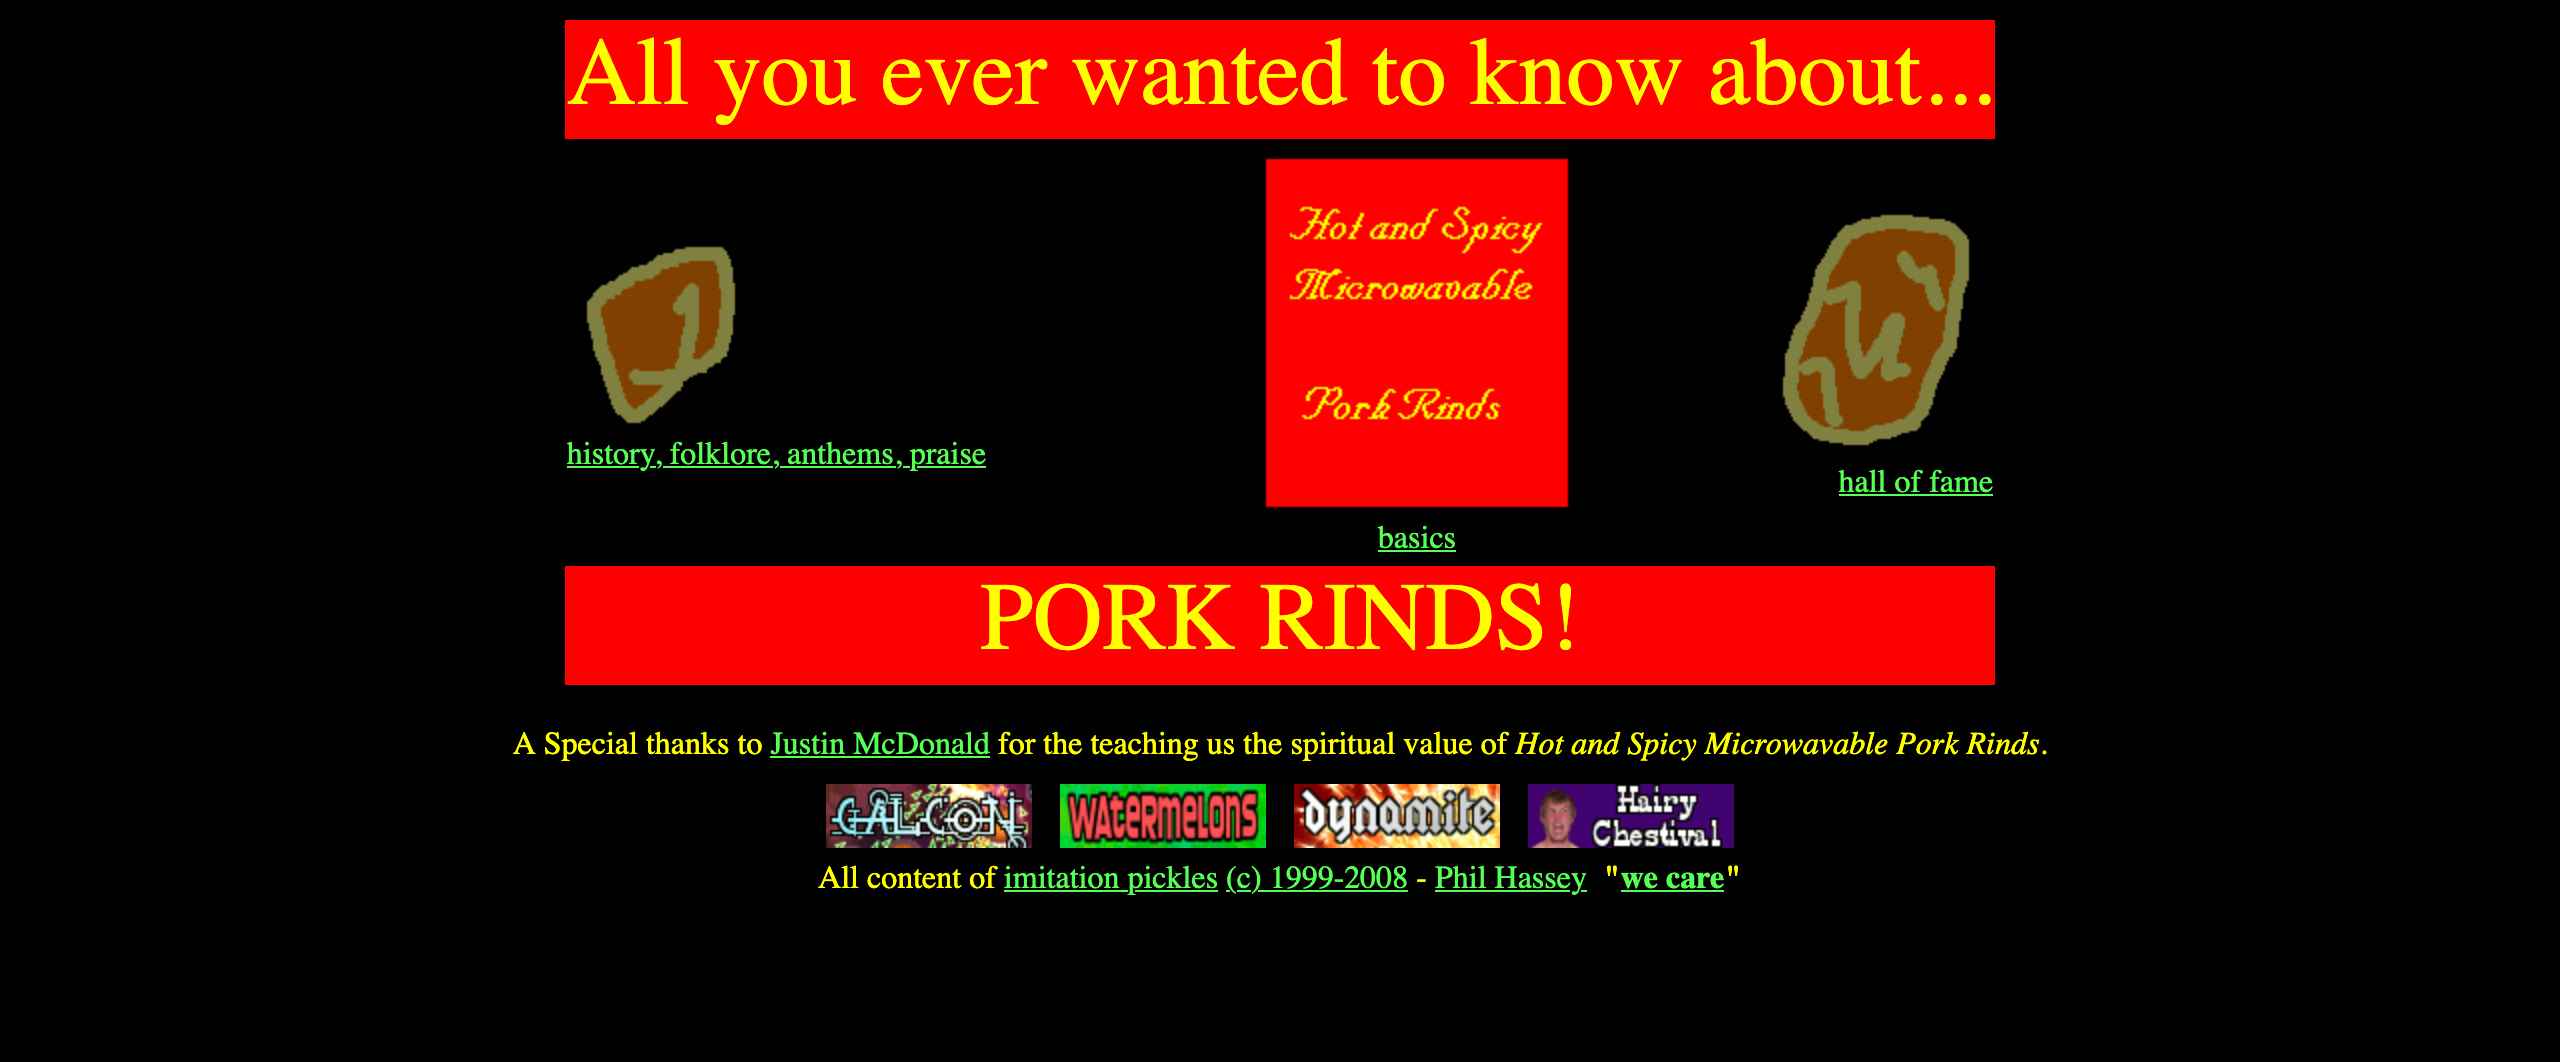 All you ever wanted to know about...
Hot and Spicy
Microwavable
Pork Rinds
history, folklore, anthems, praise
hall of fame
basics
PORK RINDS!
A Special thanks to Justin McDonald for the teaching us the spiritual value of Hot and Spicy Microwavable Pork Rinds.
GALCON
WATERMELONS
dynamite
Hairy
Chestival
All content of imitation pickles (c) 1999-2008 - Phil Hassey "we care"